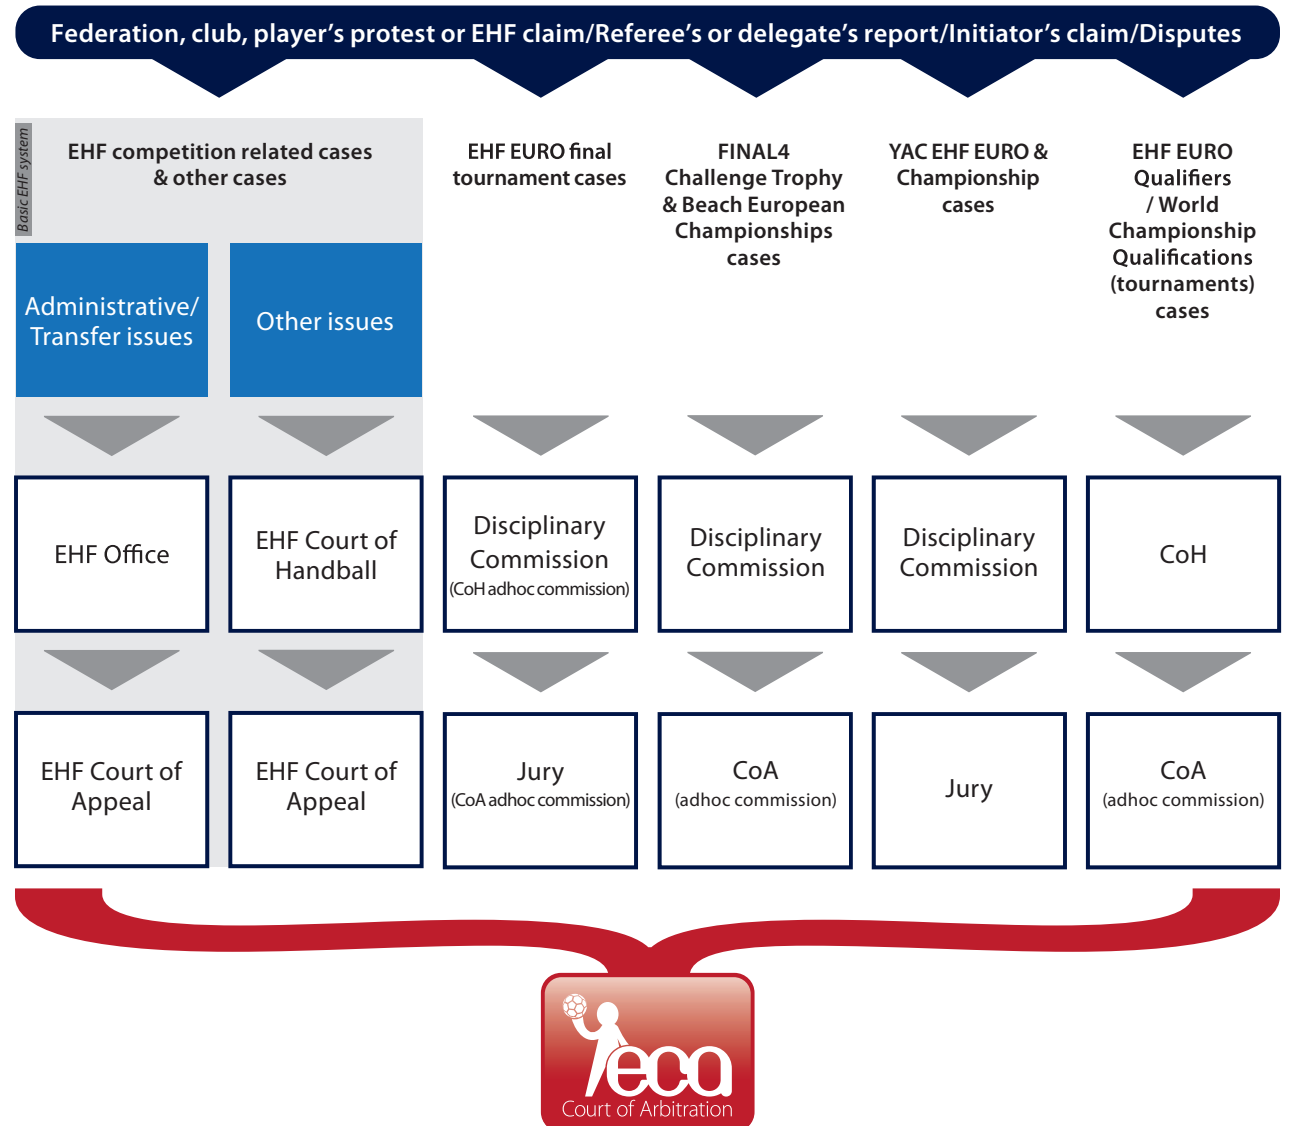 Federation, club, player’s protest or EHF claim/Referee’s or delegate’s report/Initiator’s claim/Disputes
Basic EHF system
EHF competition related cases
& other cases
EHF EURO final
tournament cases
FINAL4
Challenge Trophy
& Beach European
Championships
cases
YAC EHF EURO &
Championship
cases
EHF EURO
Qualifiers
/ World
Championship
Qualifications
(tournaments)
cases
Administrative/
Transfer issues
Other issues
EHF Office
EHF Court of
Handball
Disciplinary
Commission
(CoH adhoc commission)
Disciplinary
Commission
Disciplinary
Commission
CoH
EHF Court of
Appeal
EHF Court of
Appeal
Jury
(CoA adhoc commission)
CoA
(adhoc commission)
Jury
CoA
(adhoc commission)
eca
Court of Arbitration